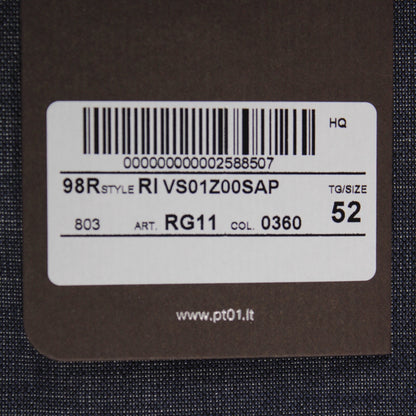 HQ
000000000002588507
98R STYLE RI VS01Z00SAP TG/SIZE
803 ART. RG11 COL. 0360 52
www.pt01.it